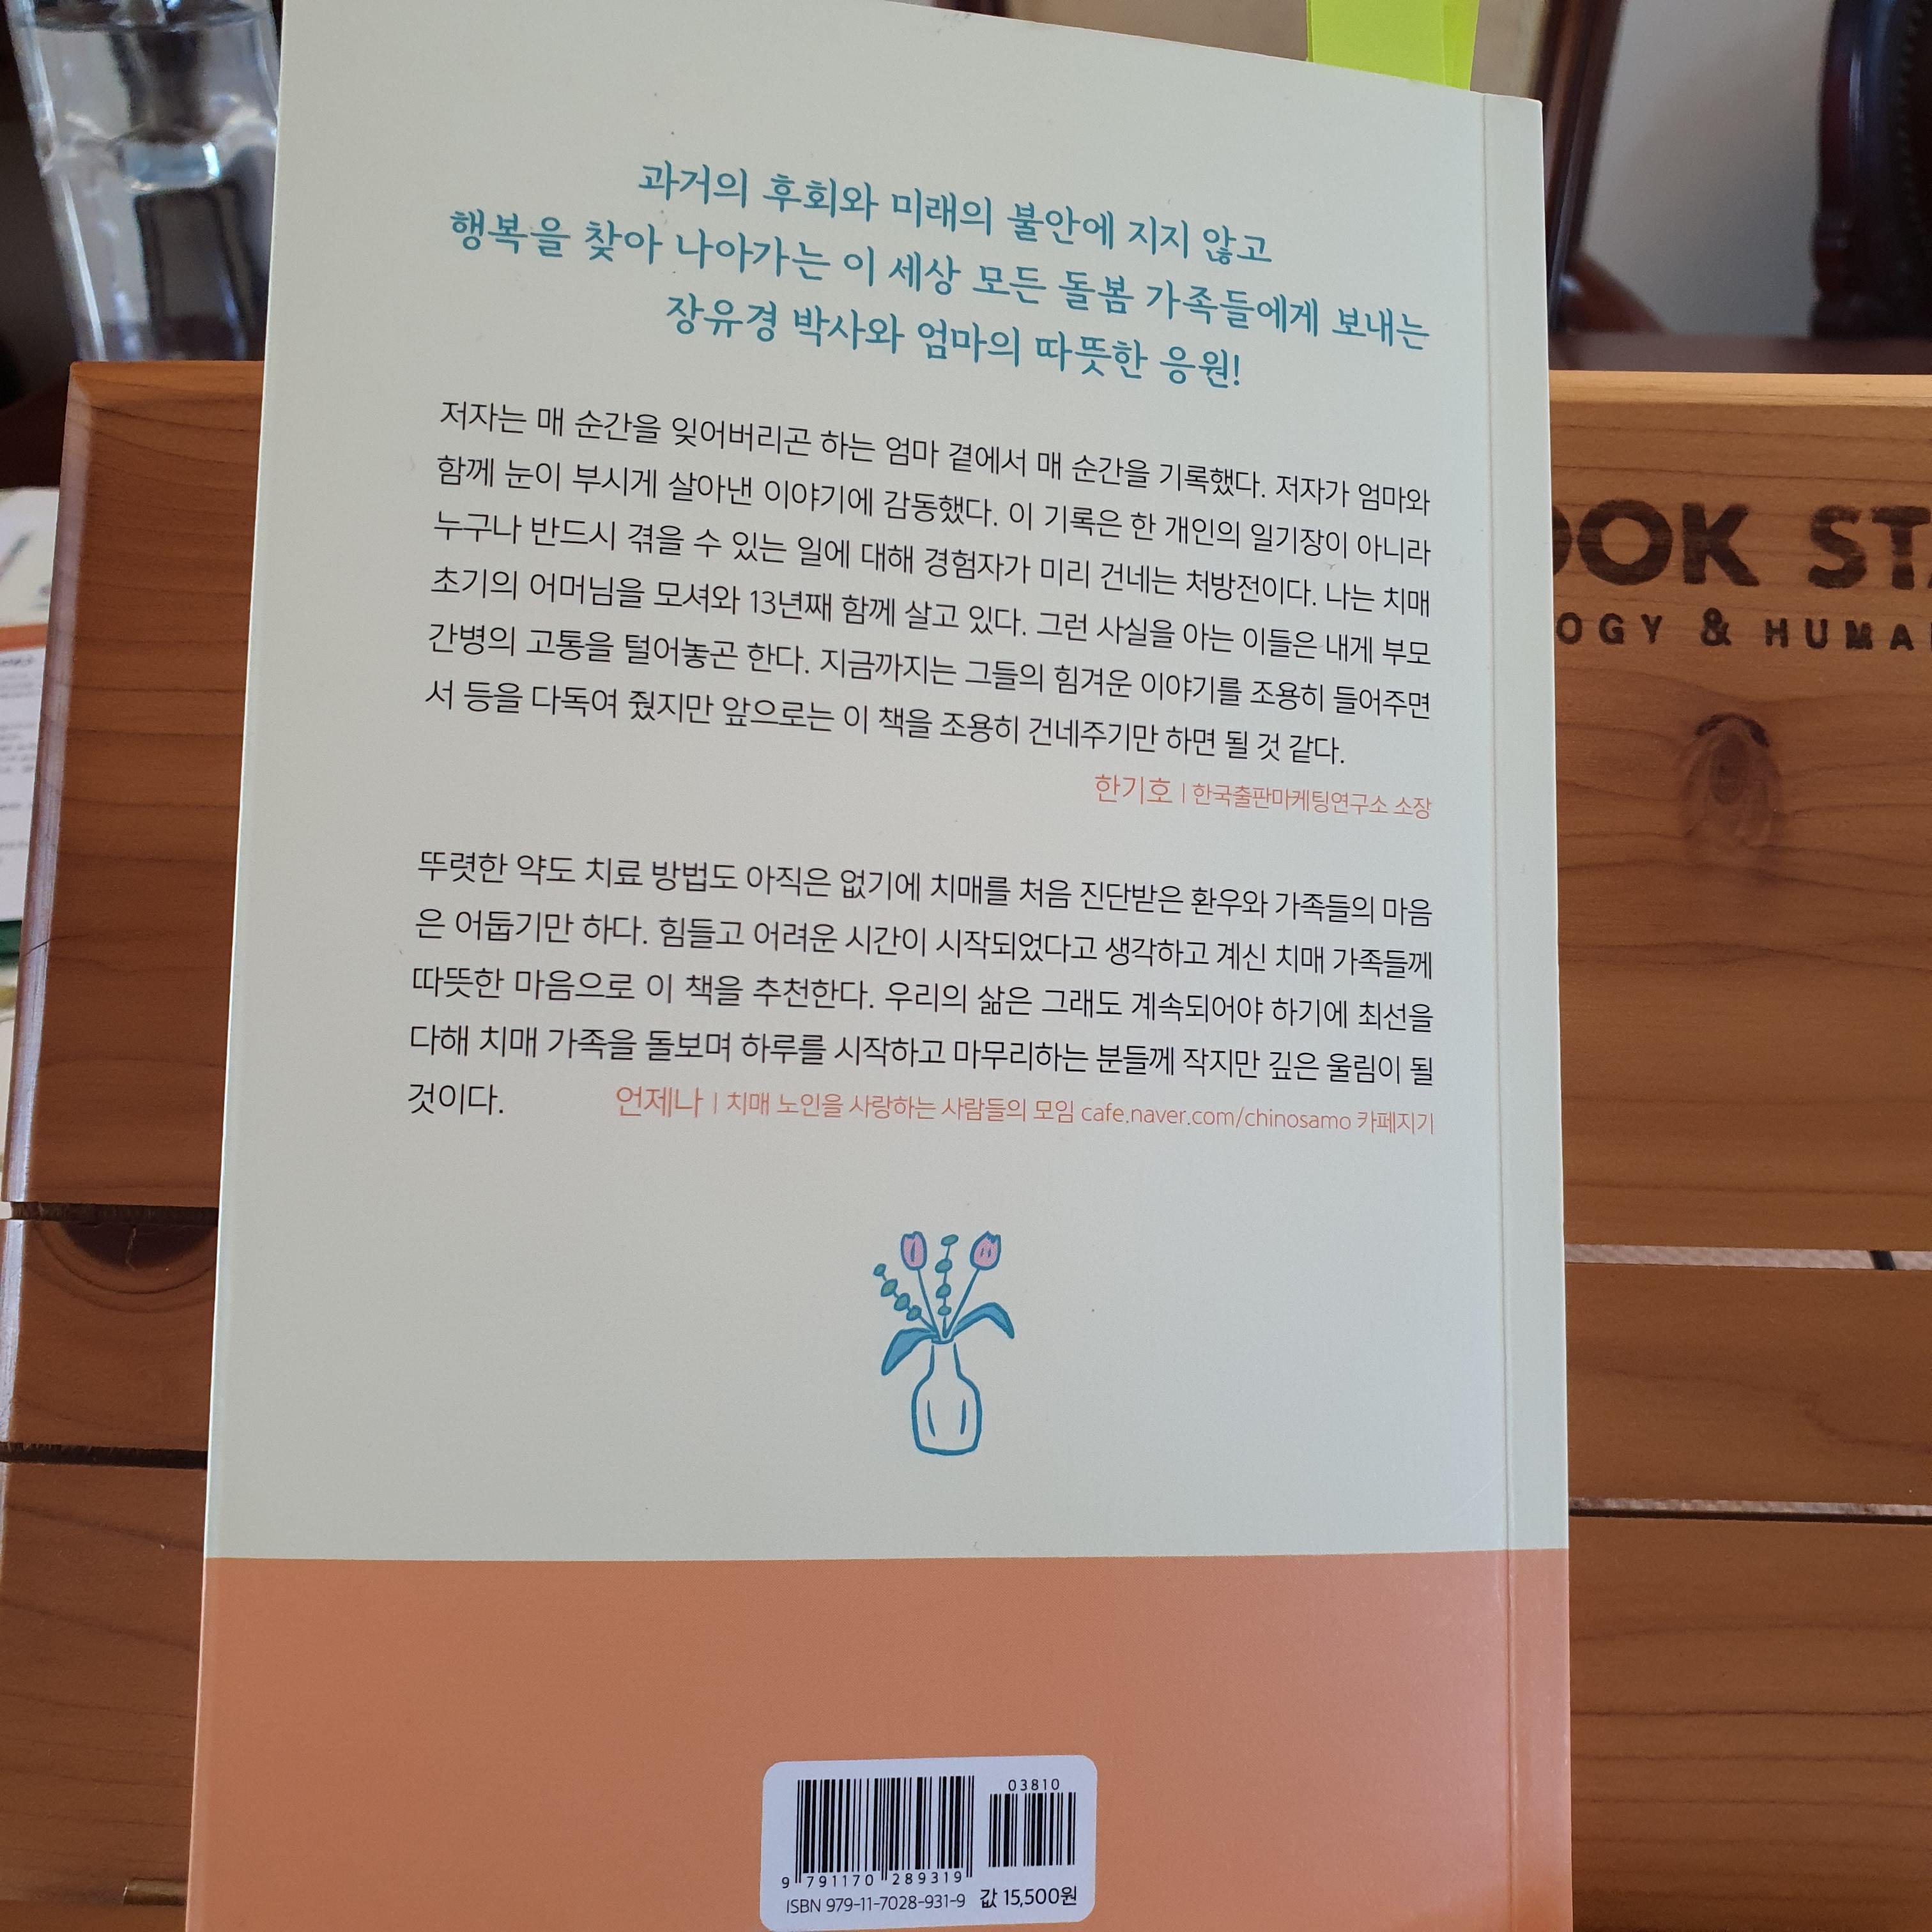 과거의 후회와 미래의 불안에 지지 않고
행복을 찾아 나아가는 이 세상 모든 돌봄 가족들에게 보내는
장유경 박사와 엄마의 따뜻한 응원!
저자는 매 순간을 잊어버리곤 하는 엄마 곁에서 매 순간을 기록했다. 저자가 엄마와
함께 눈이 부시게 살아낸 이야기에 감동했다. 이 기록은 한 개인의 일기장이 아니라
누구나 반드시 겪을 수 있는 일에 대해 경험자가 미리 건네는 처방전이다. 나는 치매
초기의 어머님을 모셔와 13년째 함께 살고 있다. 그런 사실을 아는 이들은 내게 부모
간병의 고통을 털어놓곤 한다. 지금까지는 그들의 힘겨운 이야기를 조용히 들어주면
서 등을 다독여 줬지만 앞으로는 이 책을 조용히 건네주기만 하면 될 것 같다.
한기호 | 한국출판마케팅연구소 소장
뚜렷한 약도 치료 방법도 아직은 없기에 치매를 처음 진단받은 환우와 가족들의 마음
은 어둡기만 하다. 힘들고 어려운 시간이 시작되었다고 생각하고 계신 치매 가족들께
따뜻한 마음으로 이 책을 추천한다. 우리의 삶은 그래도 계속되어야 하기에 최선을
다해 치매 가족을 돌보며 하루를 시작하고 마무리하는 분들께 작지만 깊은 울림이 될
것이다. 언제나 | 치매 노인을 사랑하는 사람들의 모임 cafe.naver.com/chinosamo 카페지기
OOK STA
OGY & HUMA
03810
9 791170 289319
ISBN 979-11-7028-931-9 값 15,500원